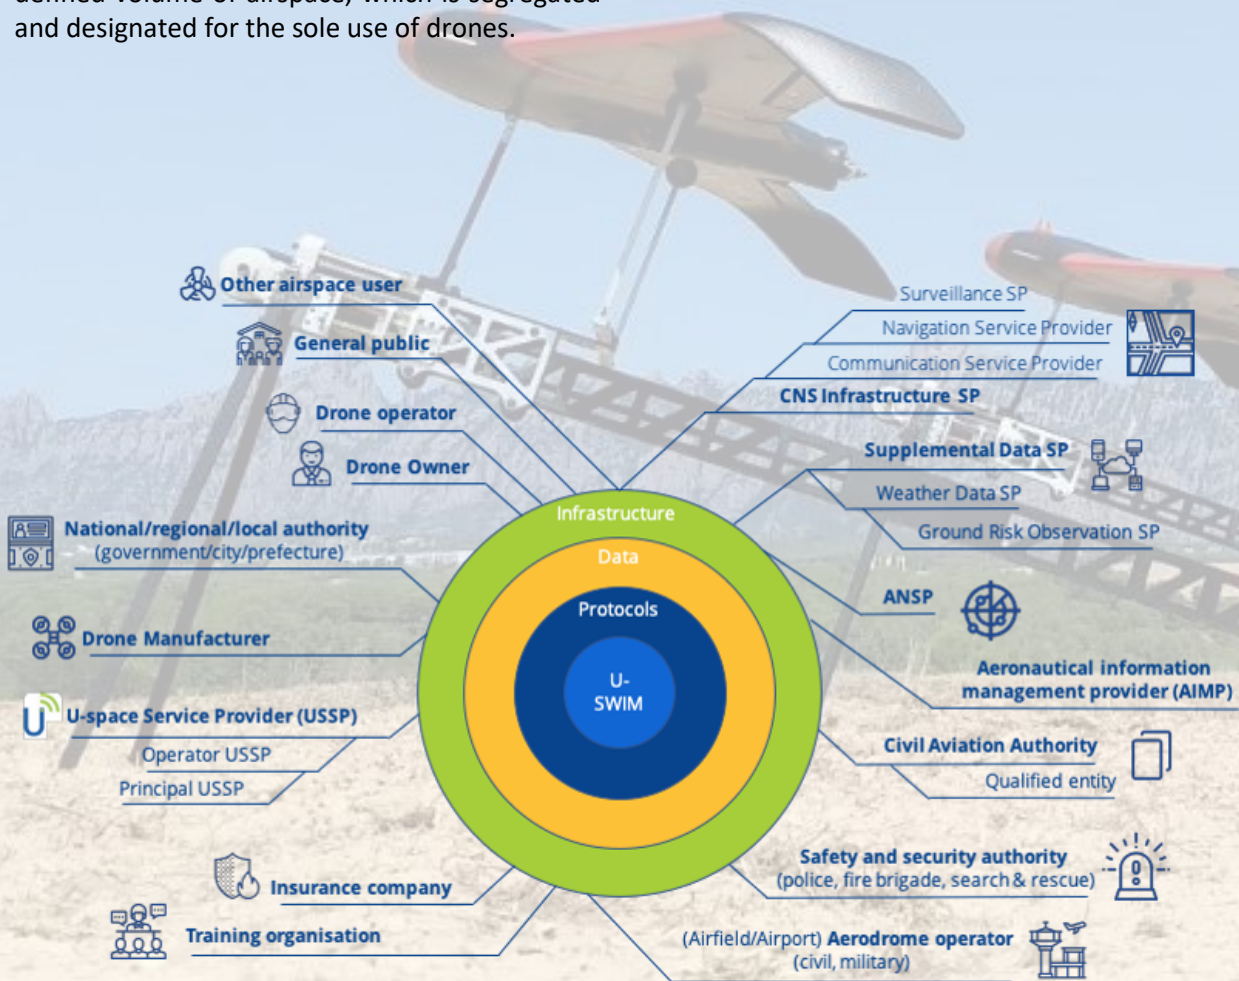 and designated for the sole use of drones.
Other airspace user
General public
Drone operator
Drone Owner
National/regional/local authority
(government/city/prefecture)
Drone Manufacturer
U U-space Service Provider (USSP)
Operator USSP
Principal USSP
Insurance company
Training organisation
Surveillance SP
Navigation Service Provider
Communication Service Provider
CNS Infrastructure SP
Supplemental Data SP
Weather Data SP
Ground Risk Observation SP
ANSP
Aeronautical information
management provider (AIMP)
Civil Aviation Authority
Qualified entity
Safety and security authority
(police, fire brigade, search & rescue)
(Airfield/Airport) Aerodrome operator
(civil, military)
Infrastructure
Data
Protocols
U-
SWIM